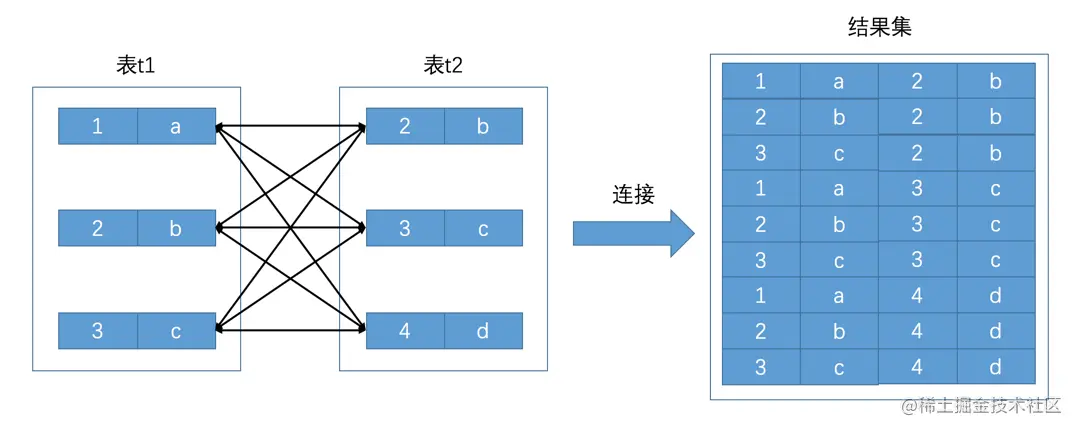 表t1
1 a
2 b
3 c
表t2
2 b
3 c
4 d
连接
结果集
1 a 2 b
2 b 2 b
3 c 2 b
1 a 3 c
2 b 3 c
3 c 3 c
1 a 4 d
2 b 4 d
3 c 4 d
@稀土掘金技术社区